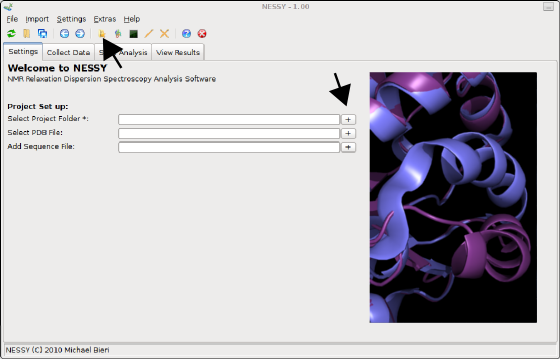 NESSY - 1.00
File Import Settings Extras Help
Settings Collect Data Analysis View Results
Welcome to NESSY
NMR Relaxation Dispersion Spectroscopy Analysis Software
Project Set up:
Select Project Folder *: +
Select PDB File: +
Add Sequence File: +
NESSY (C) 2010 Michael Bieri